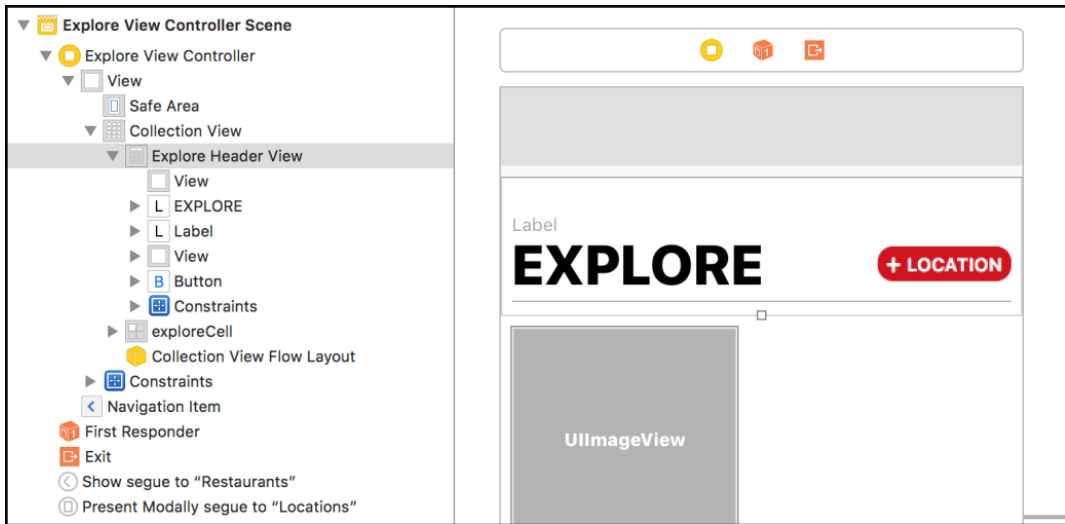 Explore View Controller Scene
Explore View Controller
View
Safe Area
Collection View
Explore Header View
View
L EXPLORE
L Label
View
B Button
Constraints
exploreCell
Collection View Flow Layout
Constraints
Navigation Item
First Responder
Exit
Show segue to “Restaurants”
Present Modally segue to “Locations”
Label
EXPLORE
+ LOCATION
UIImageView